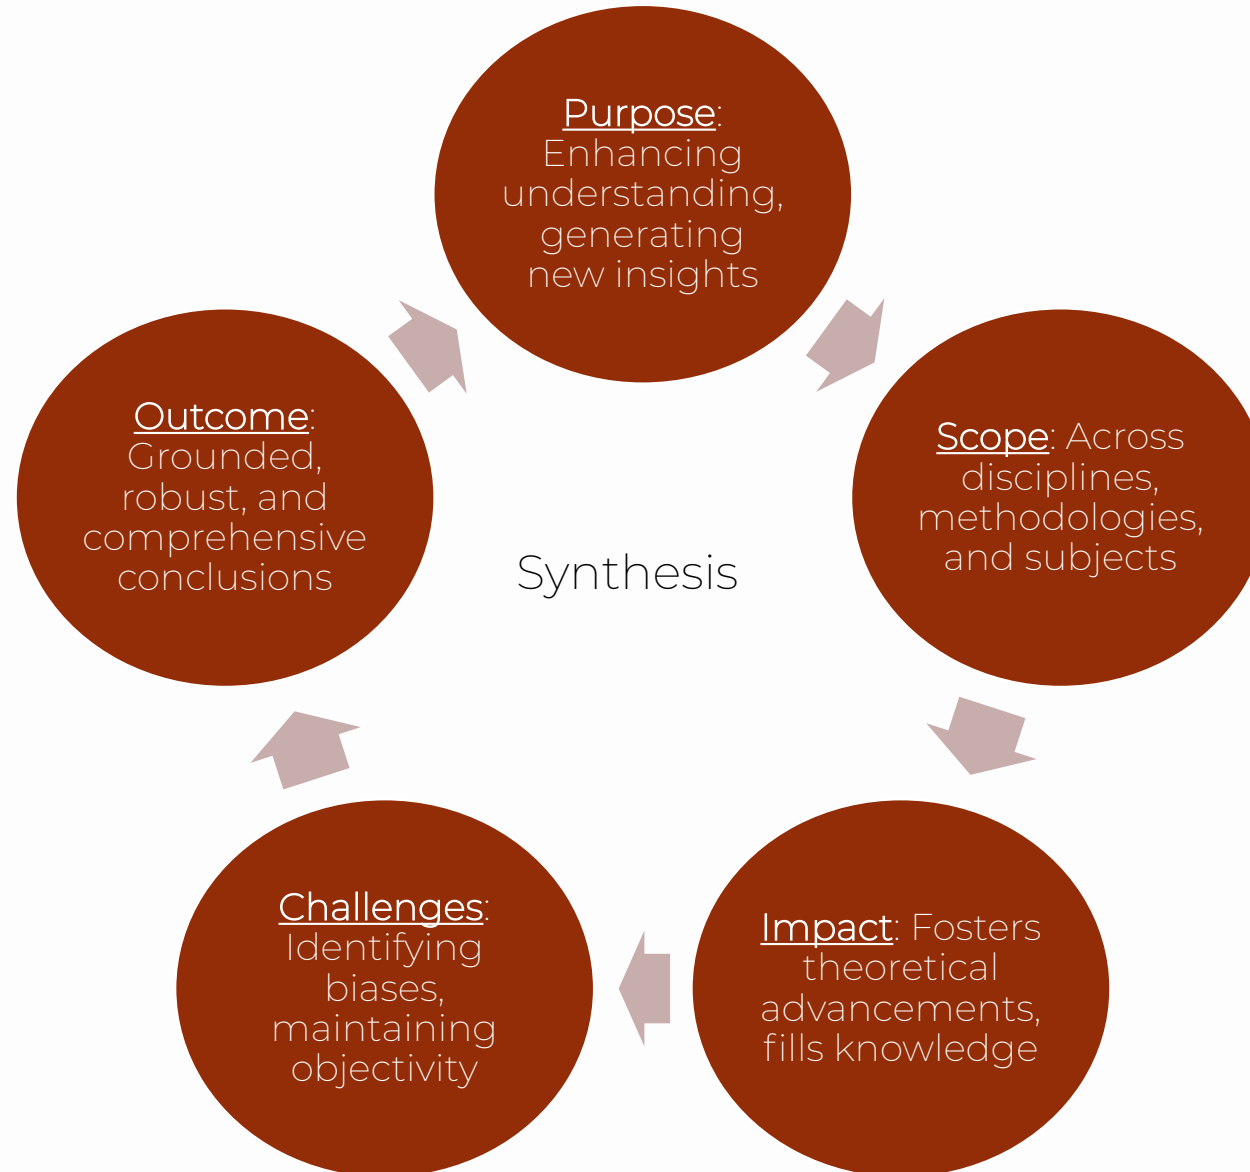 Purpose:
Enhancing
understanding,
generating
new insights
Scope: Across
disciplines,
methodologies,
and subjects
Impact: Fosters
theoretical
advancements,
fills knowledge
Challenges:
Identifying
biases,
maintaining
objectivity
Outcome:
Grounded,
robust, and
comprehensive
conclusions
Synthesis